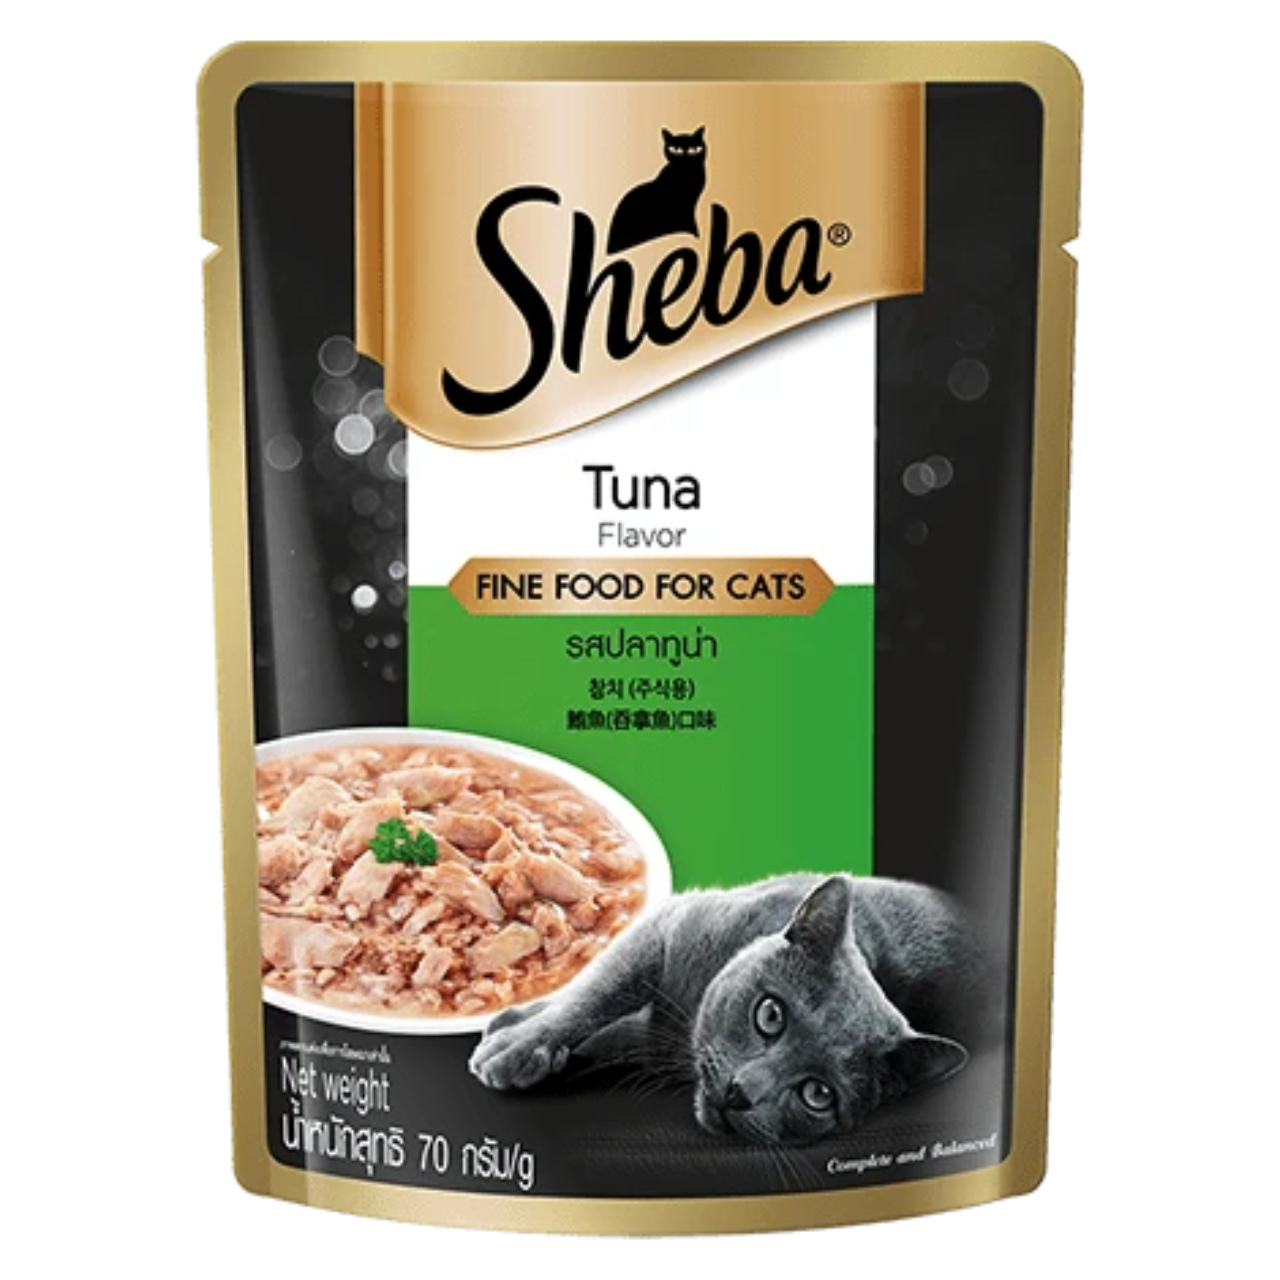 Sheba®
Tuna
Flavor
FINE FOOD FOR CATS
รสปลาทูน่า
참치 (주식용)
鮪魚(吞拿魚)口味
Net weight
น้ำหนักสุทธิ 70 กรัม/g
Complete and Balanced